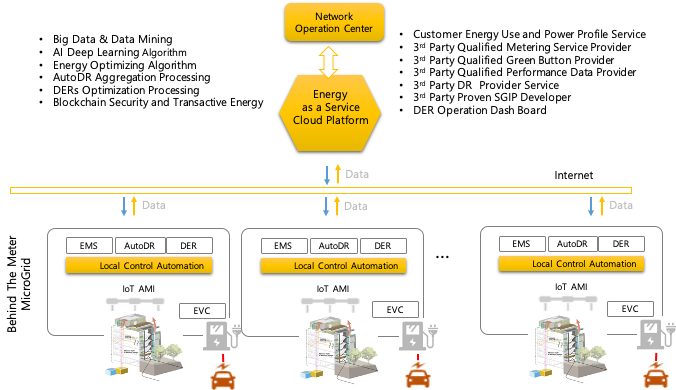 Network
Operation Center
Big Data & Data Mining
AI Deep Learning Algorithm
Energy Optimizing Algorithm
AutoDR Aggregation Processing
DERs Optimization Processing
Blockchain Security and Transactive Energy
Energy
as a Service
Cloud Platform
Customer Energy Use and Power Profile Service
3rd Party Qualified Metering Service Provider
3rd Party Qualified Green Button Provider
3rd Party Qualified Performance Data Provider
3rd Party DR Provider Service
3rd Party Proven SGIP Developer
DER Operation Dash Board
Data
Internet
Data
Data
Data
Behind The Meter
MicroGrid
EMS
AutoDR
DER
Local Control Automation
IoT AMI
EVC
EMS
AutoDR
DER
Local Control Automation
IoT AMI
EVC
...
EMS
AutoDR
DER
Local Control Automation
IoT AMI
EVC